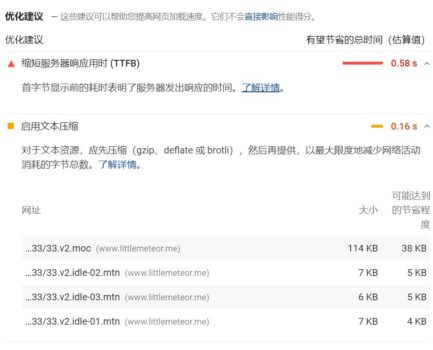 优化建议 — 这些建议可以帮助您提高网页加载速度。它们不会直接影响性能得分。
优化建议 有望节省的总时间（估算值）
缩短服务器响应用时 (TTFB) 0.58 s
首字节显示前的耗时表明了服务器发出响应的时间。了解详情。
启用文本压缩 0.16 s
对于文本资源，应先压缩（gzip、deflate 或 brotli），然后再提供，以最大限度地减少网络活动
消耗的字节总数。了解详情。
网址 大小 可能达到
的节省程
度
…33/33.v2.moc (www.littlemeteor.me) 114 KB 38 KB
…33/33.v2.idle-02.mtn (www.littlemeteor.me) 7 KB 5 KB
…33/33.v2.idle-03.mtn (www.littlemeteor.me) 6 KB 5 KB
…33/33.v2.idle-01.mtn (www.littlemeteor.me) 7 KB 4 KB